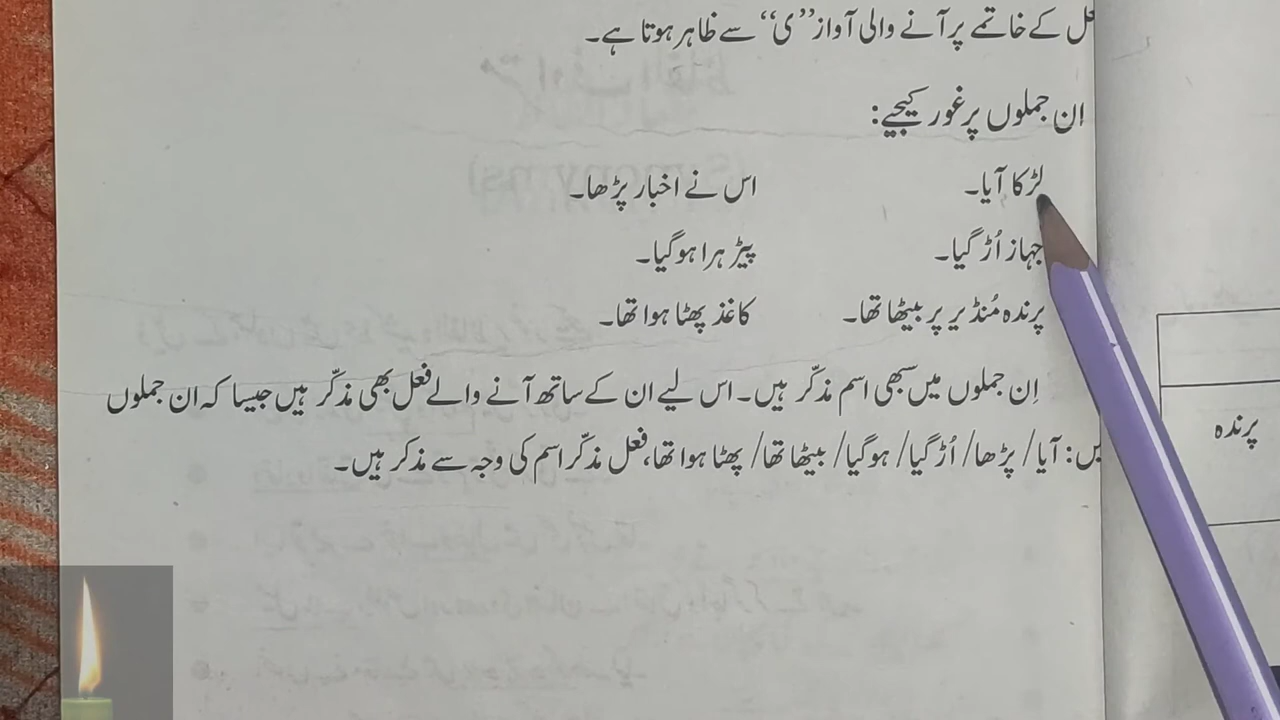 کے خاتمے پر آنے والی آواز ”ی“ سے ظاہر ہوتا ہے۔
اِن جملوں پر غور کیجیے:
لڑکا آیا۔ اس نے اخبار پڑھا۔
جہاز اُڑ گیا۔ پیڑ ہرا ہوگیا۔
پرندہ مُنڈیر پر بیٹھا تھا۔ کاغذ پھٹا ہوا تھا۔
اِن جملوں میں سبھی اسم مذکّر ہیں۔ اس لیے ان کے ساتھ آنے والے فعل بھی مذکّر ہیں جیسا کہ ان جملوں
میں: آیا/ پڑھا/ اُڑ گیا/ ہوگیا/ بیٹھا تھا/ پھٹا ہوا تھا، فعل مذکّر اسم کی وجہ سے مذکر ہیں۔
پرندہ